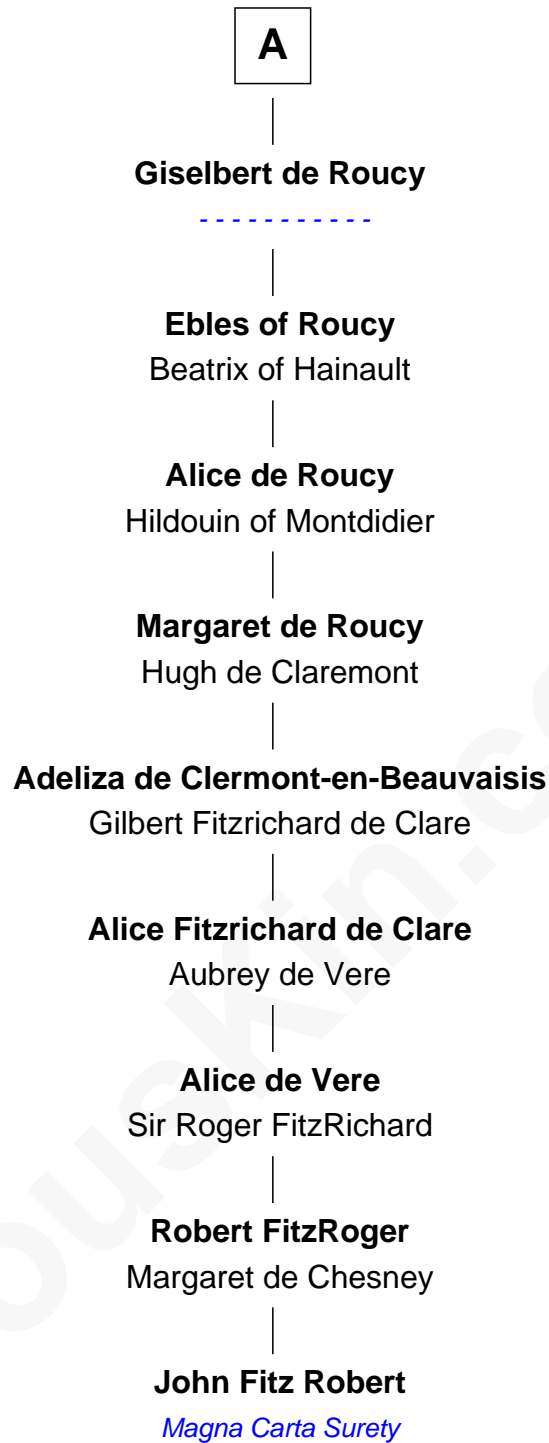 A
Giselbert de Roucy
- - - - - - - - - - -
Ebles of Roucy
Beatrix of Hainault
Alice de Roucy
Hildouin of Montdidier
Margaret de Roucy
Hugh de Claremont
Adeliza de Clermont-en-Beauvaisis
Gilbert Fitzrichard de Clare
Alice Fitzrichard de Clare
Aubrey de Vere
Alice de Vere
Sir Roger FitzRichard
Robert FitzRoger
Margaret de Chesney
John Fitz Robert
Magna Carta Surety